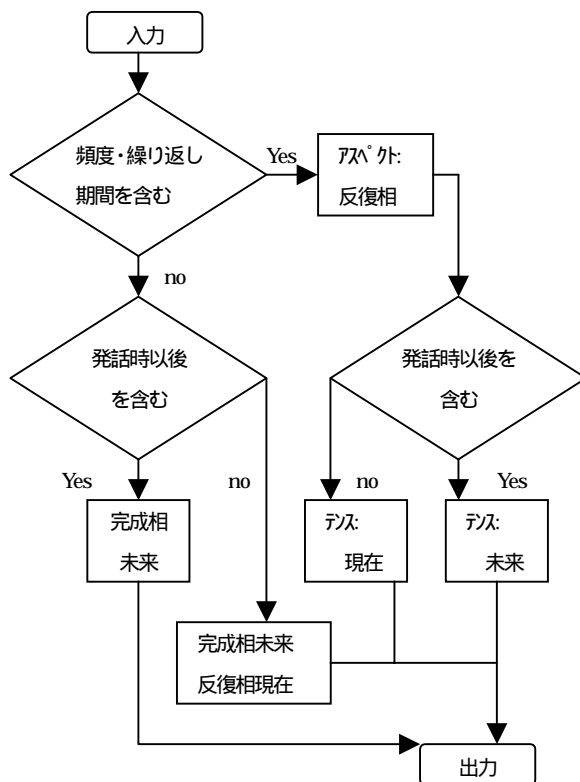 入力
頻度・繰り返し
期間を含む
Yes
ｱｽﾍﾟｸﾄ:
反復相
no
発話時以後
を含む
発話時以後を
含む
Yes
no
no
Yes
完成相
未来
ﾃﾝｽ:
現在
ﾃﾝｽ:
未来
完成相未来
反復相現在
出力